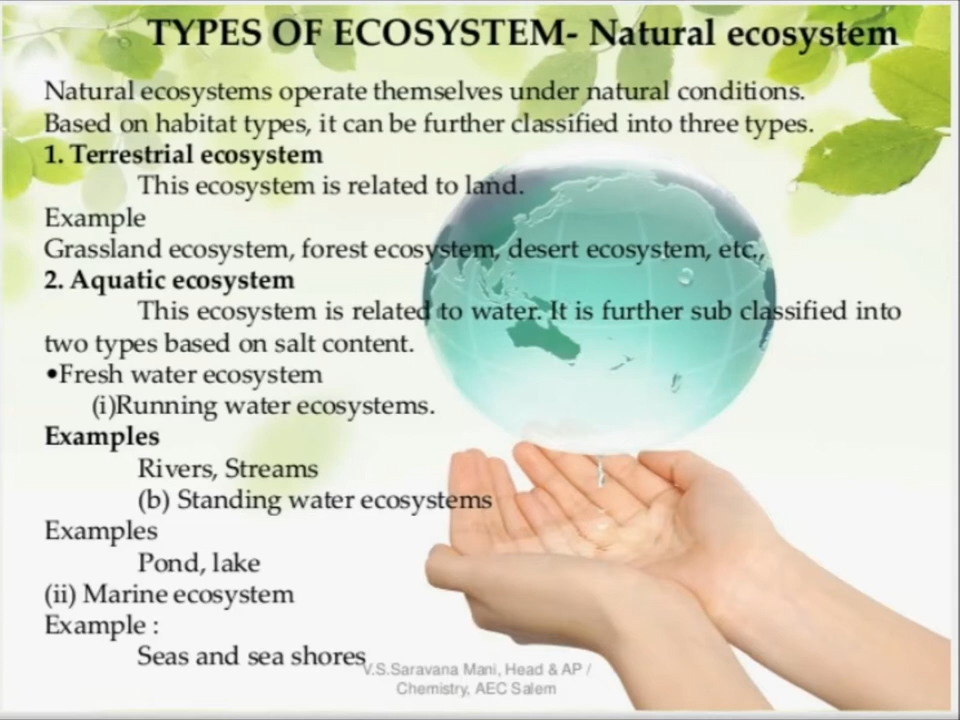 TYPES OF ECOSYSTEM- Natural ecosystem
Natural ecosystems operate themselves under natural conditions.
Based on habitat types, it can be further classified into three types.
1. Terrestrial ecosystem
This ecosystem is related to land.
Example
Grassland ecosystem, forest ecosystem, desert ecosystem, etc.,
2. Aquatic ecosystem
This ecosystem is related to water. It is further sub classified into
two types based on salt content.
•Fresh water ecosystem
(i)Running water ecosystems.
Examples
Rivers, Streams
(b) Standing water ecosystems
Examples
Pond, lake
(ii) Marine ecosystem
Example :
Seas and sea shores
V.S.Saravana Mani, Head & AP /
Chemistry, AEC Salem